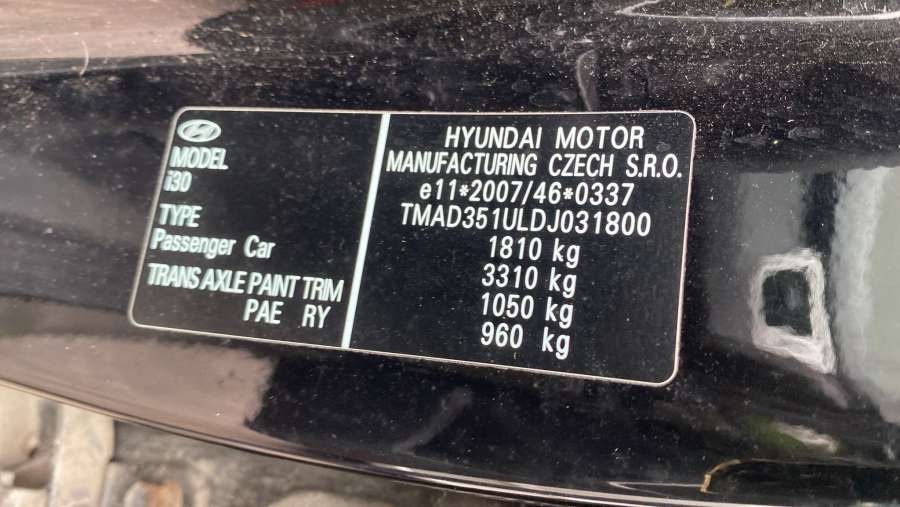 MODEL
i30
TYPE
Passenger Car
TRANS AXLE PAINT TRIM
PAE RY
HYUNDAI MOTOR
MANUFACTURING CZECH S.R.O.
e11*2007/46*0337
TMAD351ULDJ031800
1810 kg
3310 kg
1050 kg
960 kg